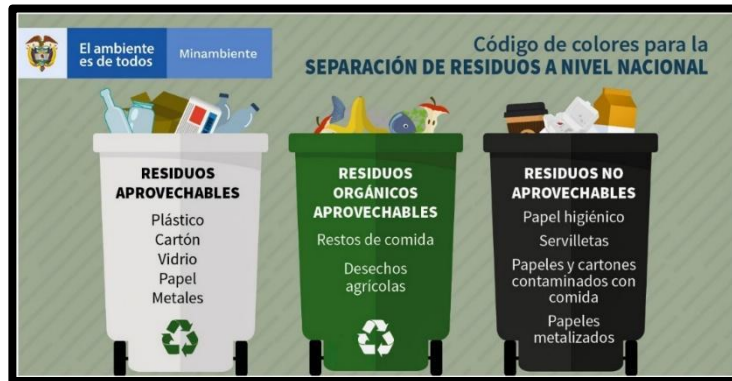 El ambiente
es de todos
Minambiente
Código de colores para la
SEPARACIÓN DE RESIDUOS A NIVEL NACIONAL
RESIDUOS
APROVECHABLES
Plástico
Cartón
Vidrio
Papel
Metales
RESIDUOS
ORGÁNICOS
APROVECHABLES
Restos de comida
Desechos
agrícolas
RESIDUOS NO
APROVECHABLES
Papel higiénico
Servilletas
Papeles y cartones
contaminados con
comida
Papeles
metalizados